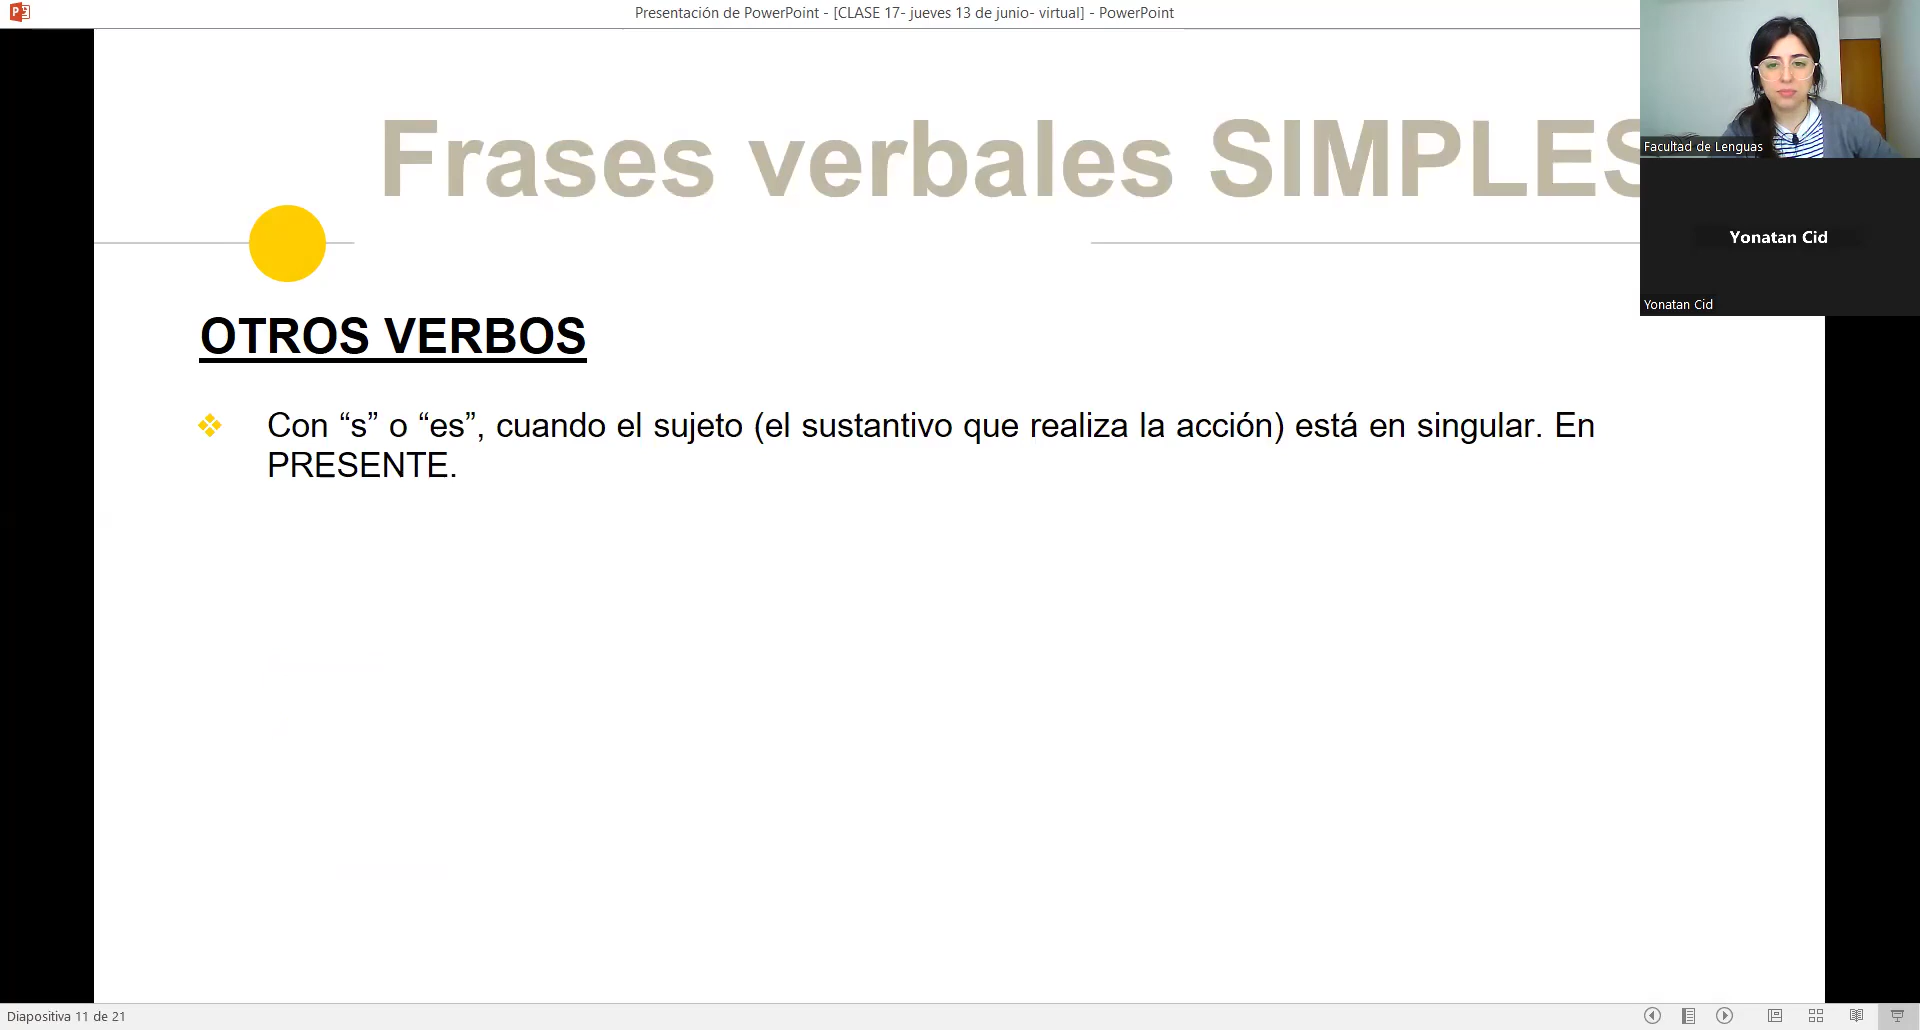 Presentación de PowerPoint - [CLASE 17- jueves 13 de junio- virtual] - PowerPoint
Frases verbales SIMPLES
Facultad de Lenguas
Yonatan Cid
Yonatan Cid
OTROS VERBOS
Con “s” o “es”, cuando el sujeto (el sustantivo que realiza la acción) está en singular. En
PRESENTE.
Diapositiva 11 de 21